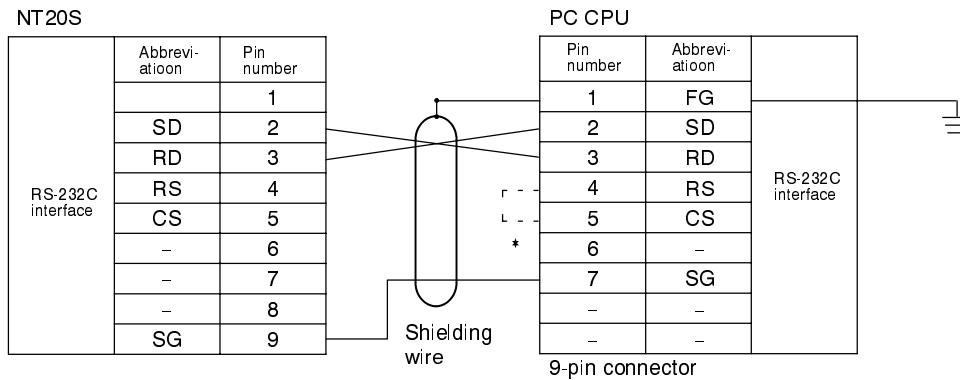 NT20S
PC CPU
Abbrevi-
atioon
Pin
number
1
SD 2
RD 3
RS 4
CS 5
– 6
– 7
– 8
SG 9
RS-232C
interface
Shielding
wire
Pin
number
Abbrevi-
atioon
1 FG
2 SD
3 RD
4 RS
5 CS
6 –
7 SG
– –
– –
*
RS-232C
interface
9-pin connector